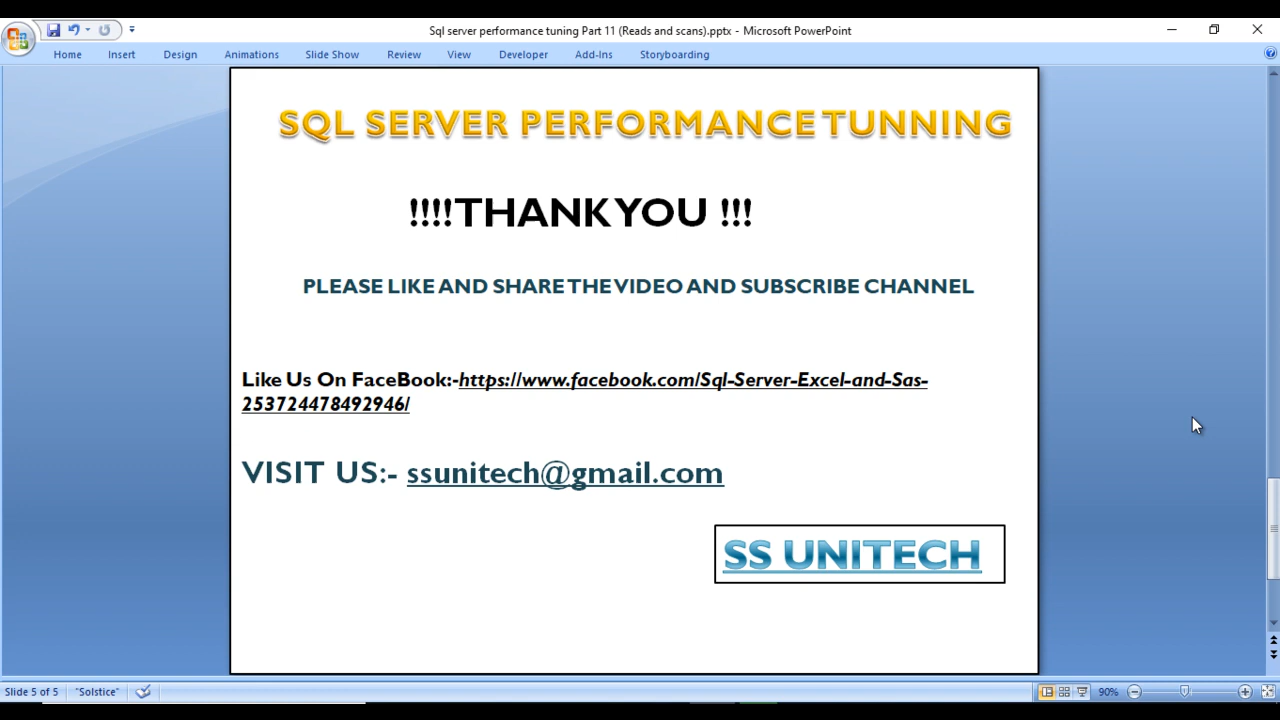 Sql server performance tuning Part 11 (Reads and scans).pptx - Microsoft PowerPoint
Home Insert Design Animations Slide Show Review View Developer Add-Ins Storyboarding
SQL SERVER PERFORMANCE TUNNING
!!!!THANK YOU !!!
PLEASE LIKE AND SHARE THE VIDEO AND SUBSCRIBE CHANNEL
Like Us On FaceBook:-https://www.facebook.com/Sql-Server-Excel-and-Sas-
253724478492946/
VISIT US:- ssunitech@gmail.com
SS UNITECH
Slide 5 of 5 "Solstice" 90%